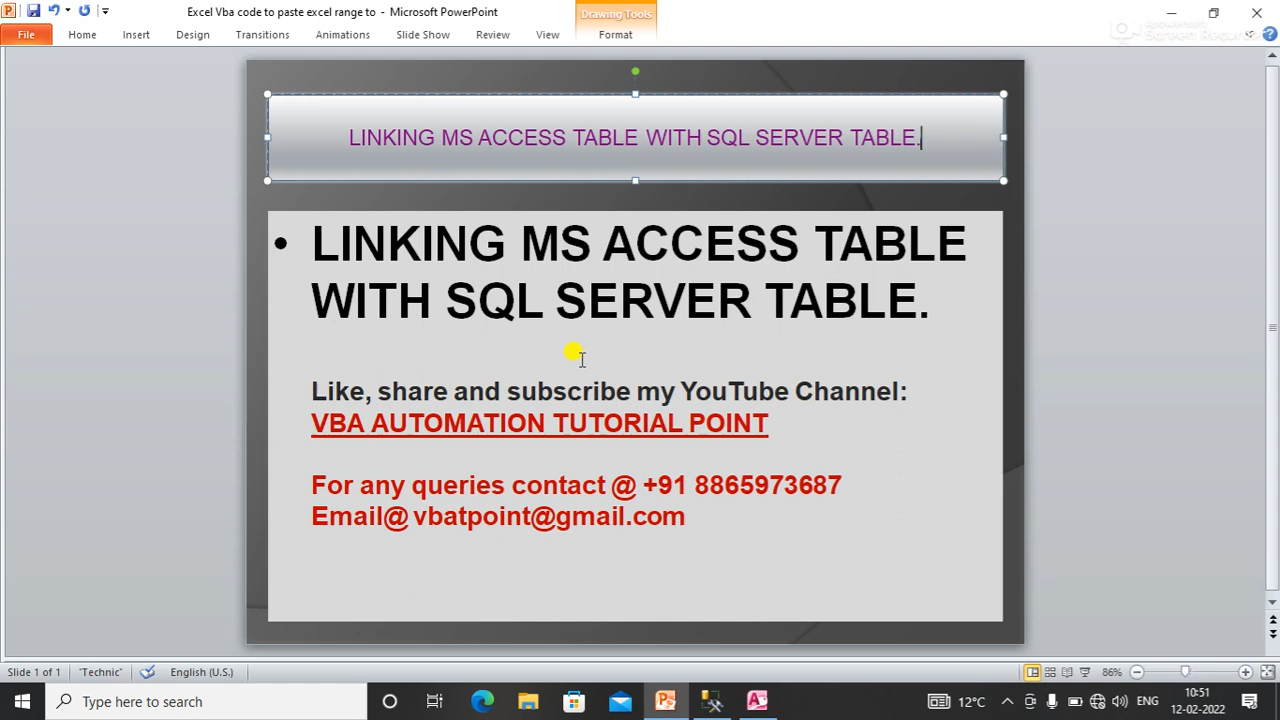 Excel Vba code to paste excel range to - Microsoft PowerPoint
Drawing Tools
File Home Insert Design Transitions Animations Slide Show Review View Format
LINKING MS ACCESS TABLE WITH SQL SERVER TABLE.
• LINKING MS ACCESS TABLE
WITH SQL SERVER TABLE.
Like, share and subscribe my YouTube Channel:
VBA AUTOMATION TUTORIAL POINT
For any queries contact @ +91 8865973687
Email@ vbatpoint@gmail.com
Slide 1 of 1 "Technic" English (U.S.) 86%
Type here to search 12°C ENG 10:51
12-02-2022